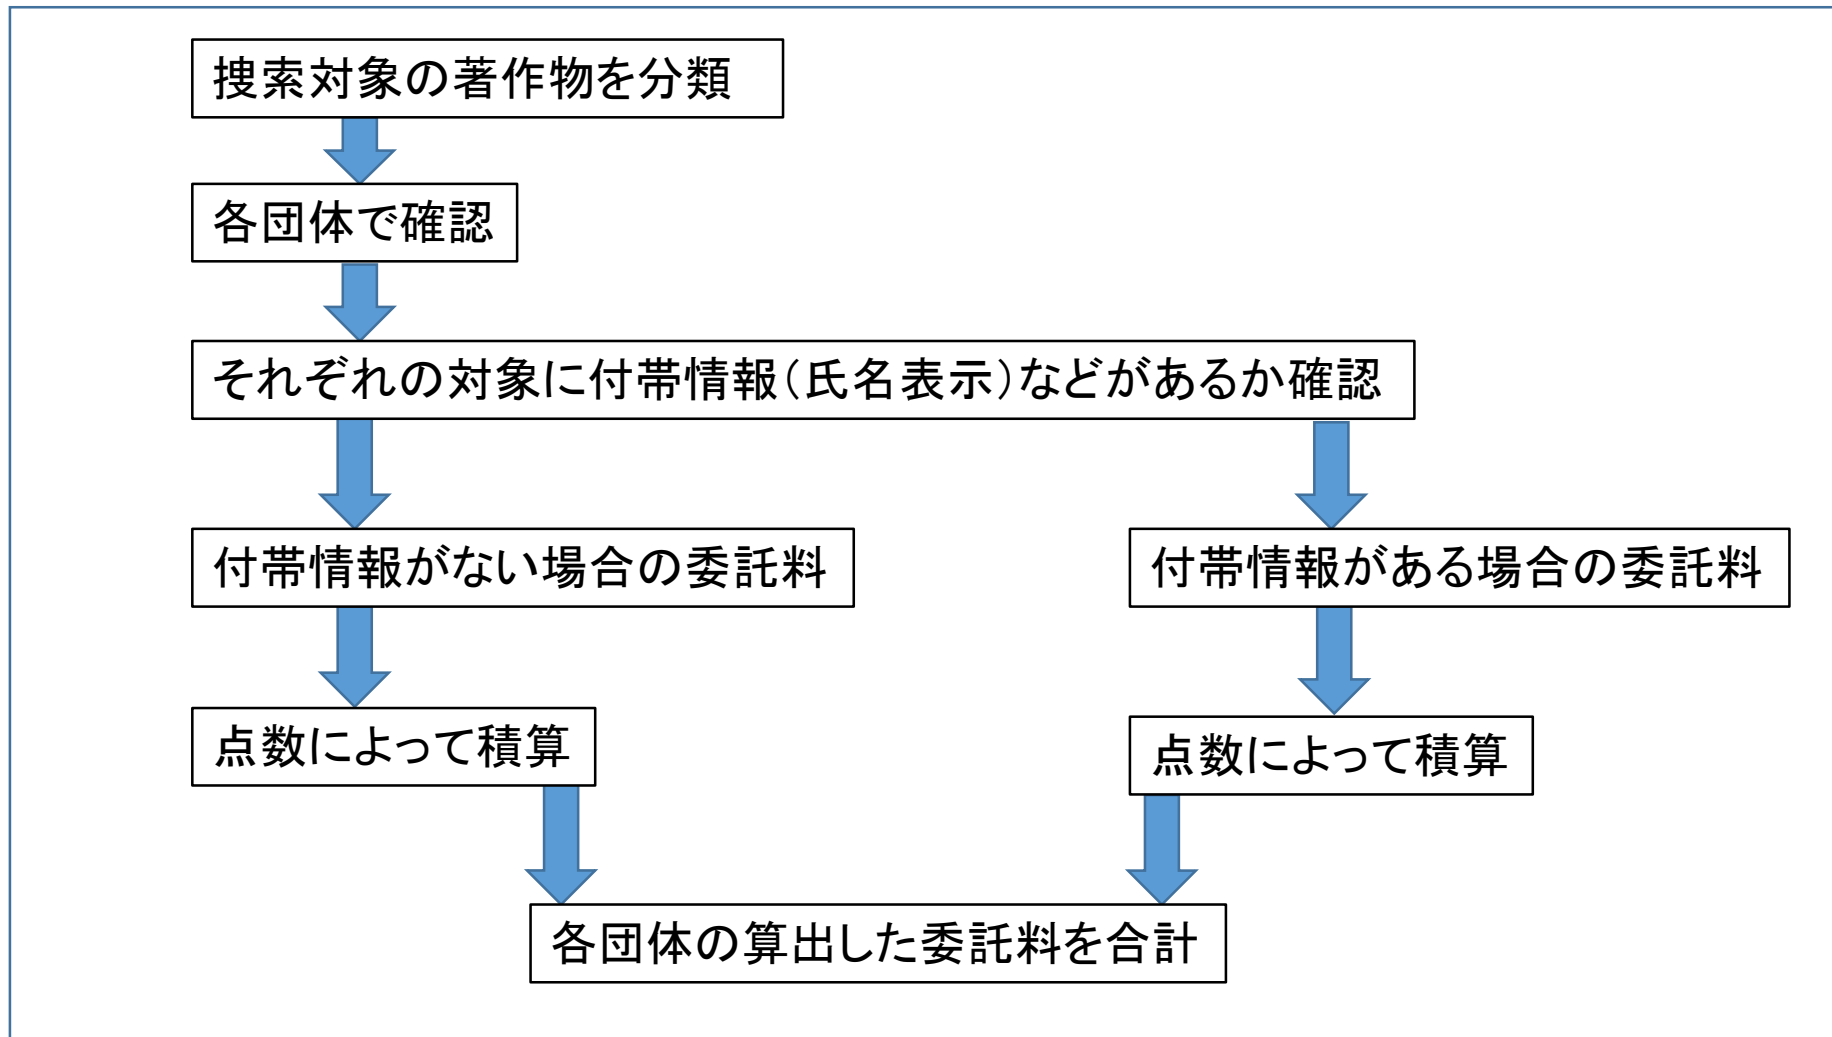 捜索対象の著作物を分類
各団体で確認
それぞれの対象に付帯情報(氏名表示)などがあるか確認
付帯情報がない場合の委託料
付帯情報がある場合の委託料
点数によって積算
点数によって積算
各団体の算出した委託料を合計